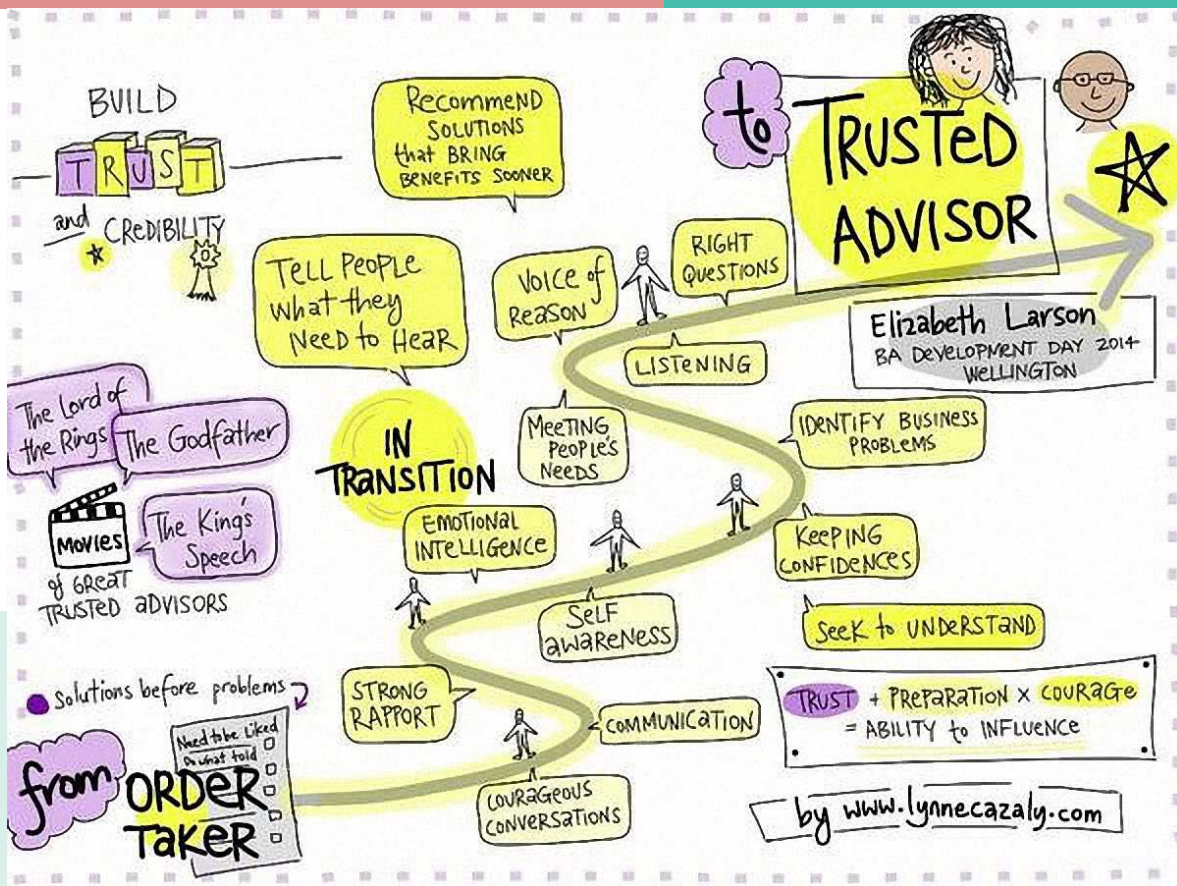 BUILD
TRUST
and CREDIBILITY
Recommend
SOLUTIONS
that BRING
BENEFITS SOONER
to
TRUSTED
ADVISOR
TELL PEOPLE
what they
NEED to HEAR
VOICE of
REASON
RIGHT
QUESTIONS
LISTENING
Elizabeth Larson
BA DEVELOPMENT DAY 2014
WELLINGTON
The Lord of
the Rings
The Godfather
MOVIES
The King's
Speech
of GREAT
TRUSTED ADVISORS
IN
TRANSITION
MEETING
PEOPLE'S
NEEDS
IDENTIFY BUSINESS
PROBLEMS
EMOTIONAL
INTELLIGENCE
KEEPING
CONFIDENCES
SELF
AWARENESS
SEEK to UNDERSTAND
Solutions before problems
Need to be Liked
Do what told
from
ORDER
TAKER
STRONG
RAPPORT
COMMUNICATION
COURAGEOUS
CONVERSATIONS
TRUST + PREPARATION x COURAGE
= ABILITY to INFLUENCE
by www.lynnecazaly.com